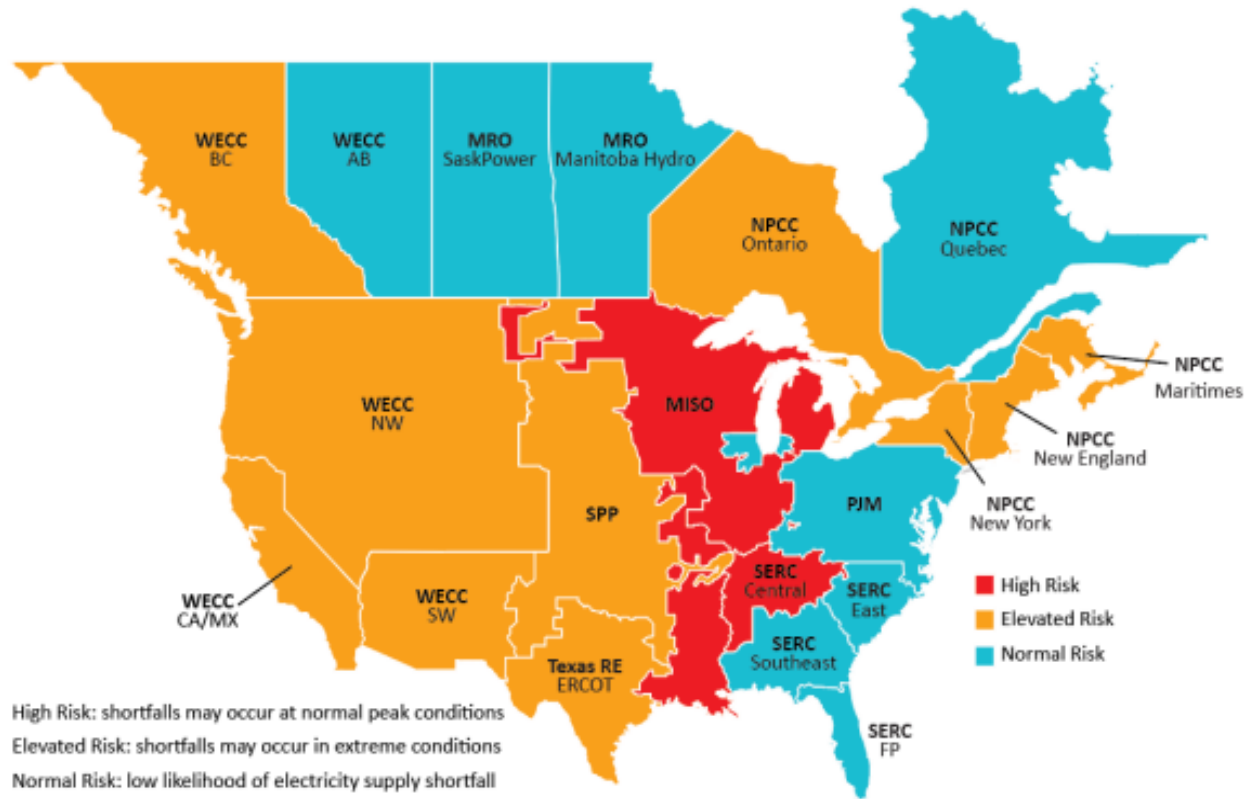 WECC
BC
WECC
AB
MRO
SaskPower
MRO
Manitoba Hydro
NPCC
Ontario
NPCC
Quebec
NPCC
Maritimes
WECC
NW
MISO
NPCC
New England
NPCC
New York
SPP
PJM
WECC
CA/MX
WECC
SW
SERC
Central
SERC
East
SERC
Southeast
Texas RE
ERCOT
SERC
FP
High Risk
Elevated Risk
Normal Risk
High Risk: shortfalls may occur at normal peak conditions
Elevated Risk: shortfalls may occur in extreme conditions
Normal Risk: low likelihood of electricity supply shortfall